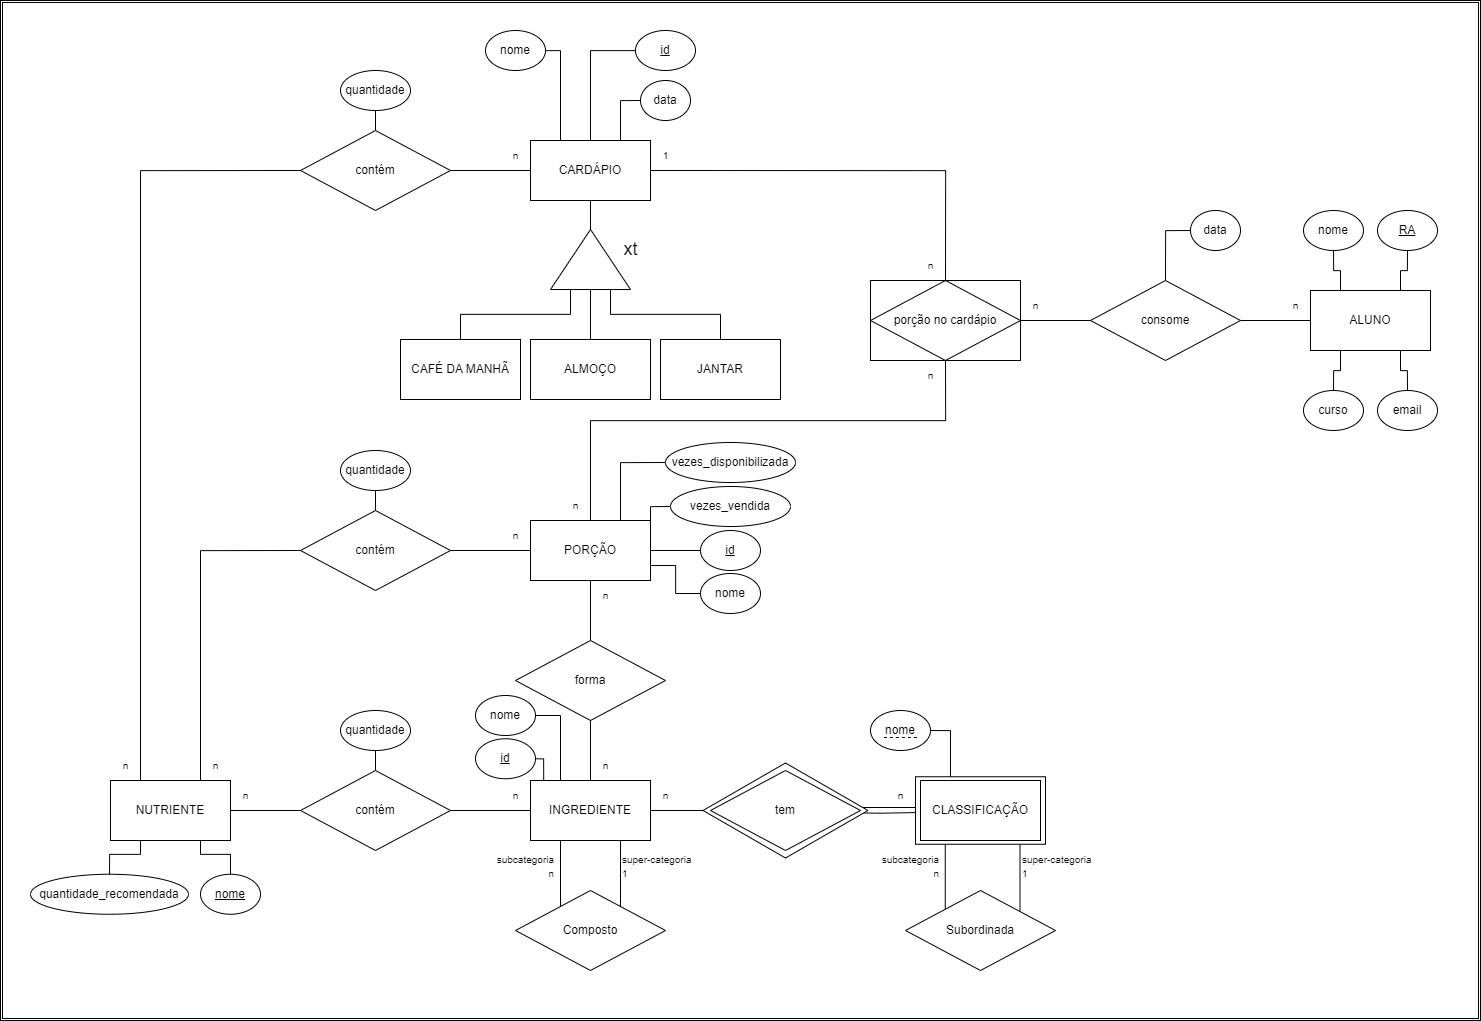 nome
id
quantidade
data
n
CARDÁPIO
1
contém
xt
data
nome
RA
n
CAFÉ DA MANHÃ
ALMOÇO
JANTAR
porção no cardápio
n
consome
n
ALUNO
n
curso
email
quantidade
vezes_disponibilizada
vezes_vendida
n
n
contém
PORÇÃO
id
nome
n
forma
nome
id
quantidade
nome
n
n
n
NUTRIENTE
n
contém
n
INGREDIENTE
n
tem
n
CLASSIFICAÇÃO
quantidade_recomendada
nome
subcategoria
n
super-categoria
1
Composto
subcategoria
n
super-categoria
1
Subordinada